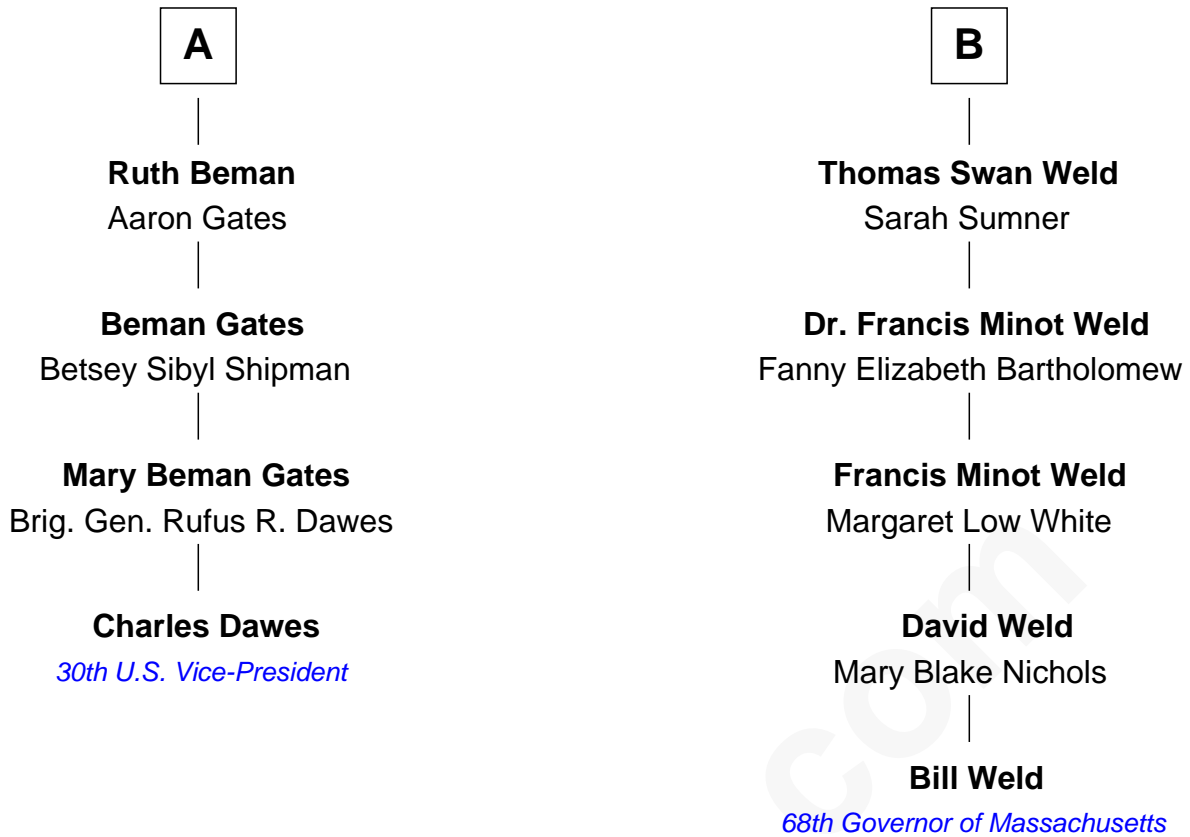 A
Ruth Beman
Aaron Gates
Beman Gates
Betsey Sibyl Shipman
Mary Beman Gates
Brig. Gen. Rufus R. Dawes
Charles Dawes
30th U.S. Vice-President
B
Thomas Swan Weld
Sarah Sumner
Dr. Francis Minot Weld
Fanny Elizabeth Bartholomew
Francis Minot Weld
Margaret Low White
David Weld
Mary Blake Nichols
Bill Weld
68th Governor of Massachusetts
com